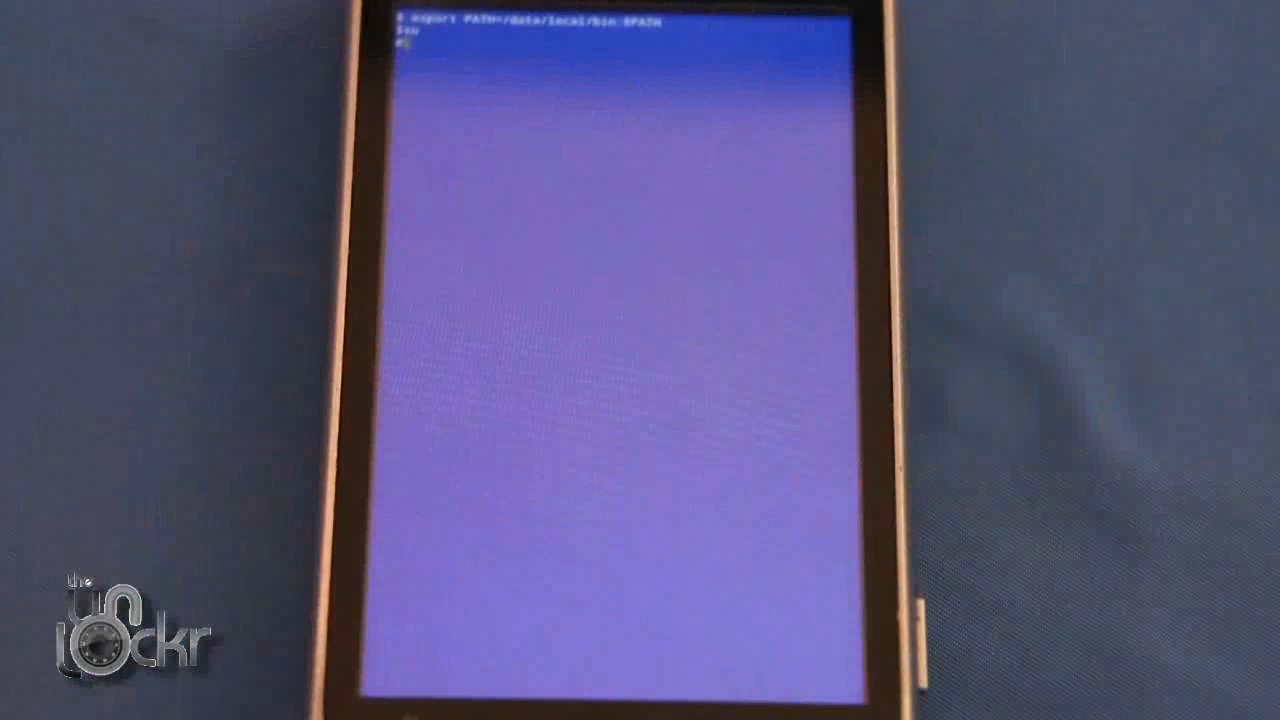 $ export PATH=/data/local/bin:$PATH
$su
#
the
unlockr